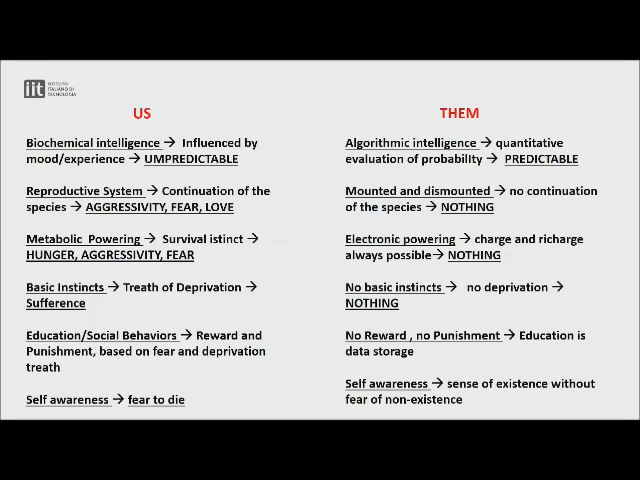 iit
ISTITUTO
ITALIANO DI
TECNOLOGIA
US
Biochemical intelligence → Influenced by
mood/experience → UMPREDICTABLE
Reproductive System → Continuation of the
species → AGGRESSIVITY, FEAR, LOVE
Metabolic Powering → Survival istinct →
HUNGER, AGGRESSIVITY, FEAR
Basic Instincts → Treath of Deprivation →
Sufference
Education/Social Behaviors → Reward and
Punishment, based on fear and deprivation
treath
Self awareness → fear to die
THEM
Algorithmic intelligence → quantitative
evaluation of probability → PREDICTABLE
Mounted and dismounted → no continuation
of the species → NOTHING
Electronic powering → charge and richarge
always possible → NOTHING
No basic instincts → no deprivation →
NOTHING
No Reward , no Punishment → Education is
data storage
Self awareness → sense of existence without
fear of non-existence